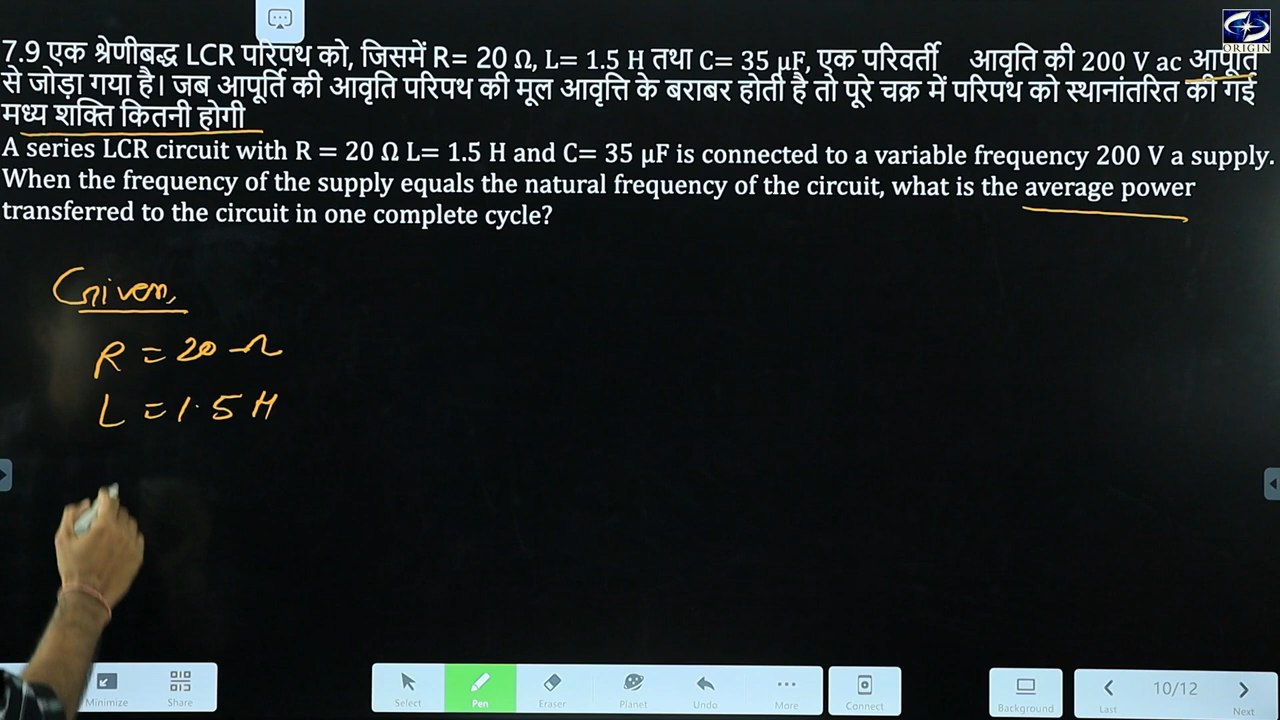 ORIGIN
7.9 एक श्रेणीबद्ध LCR परिपथ को, जिसमें R= 20 Ω, L= 1.5 H तथा C= 35 μF, एक परिवर्ती आवृति की 200 V ac आपूर्ति
से जोड़ा गया है। जब आपूर्ति की आवृति परिपथ की मूल आवृत्ति के बराबर होती है तो पूरे चक्र में परिपथ को स्थानांतरित की गई
मध्य शक्ति कितनी होगी
A series LCR circuit with R = 20 Ω L= 1.5 H and C= 35 μF is connected to a variable frequency 200 V a supply.
When the frequency of the supply equals the natural frequency of the circuit, what is the average power
transferred to the circuit in one complete cycle?
Given,
R = 20 Ω
L = 1.5 H
Minimize Share Select Pen Eraser Planet Undo More Connect Background Last 10/12 Next